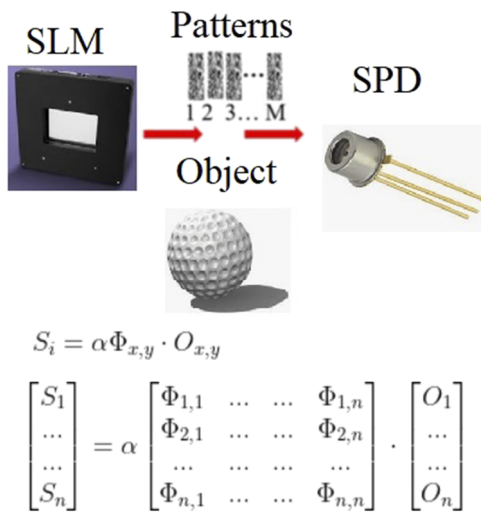 SLM
Patterns
SPD
1 2 3... M
Object
S_i = αΦ_{x,y} · O_{x,y}
[S_1] = α [Φ_{1,1} ... ... Φ_{1,n}] · [O_1]
[...] [Φ_{2,1} ... ... Φ_{2,n}] [...]
[...] [... ... ... ...] [...]
[S_n] [Φ_{n,1} ... ... Φ_{n,n}] [O_n]